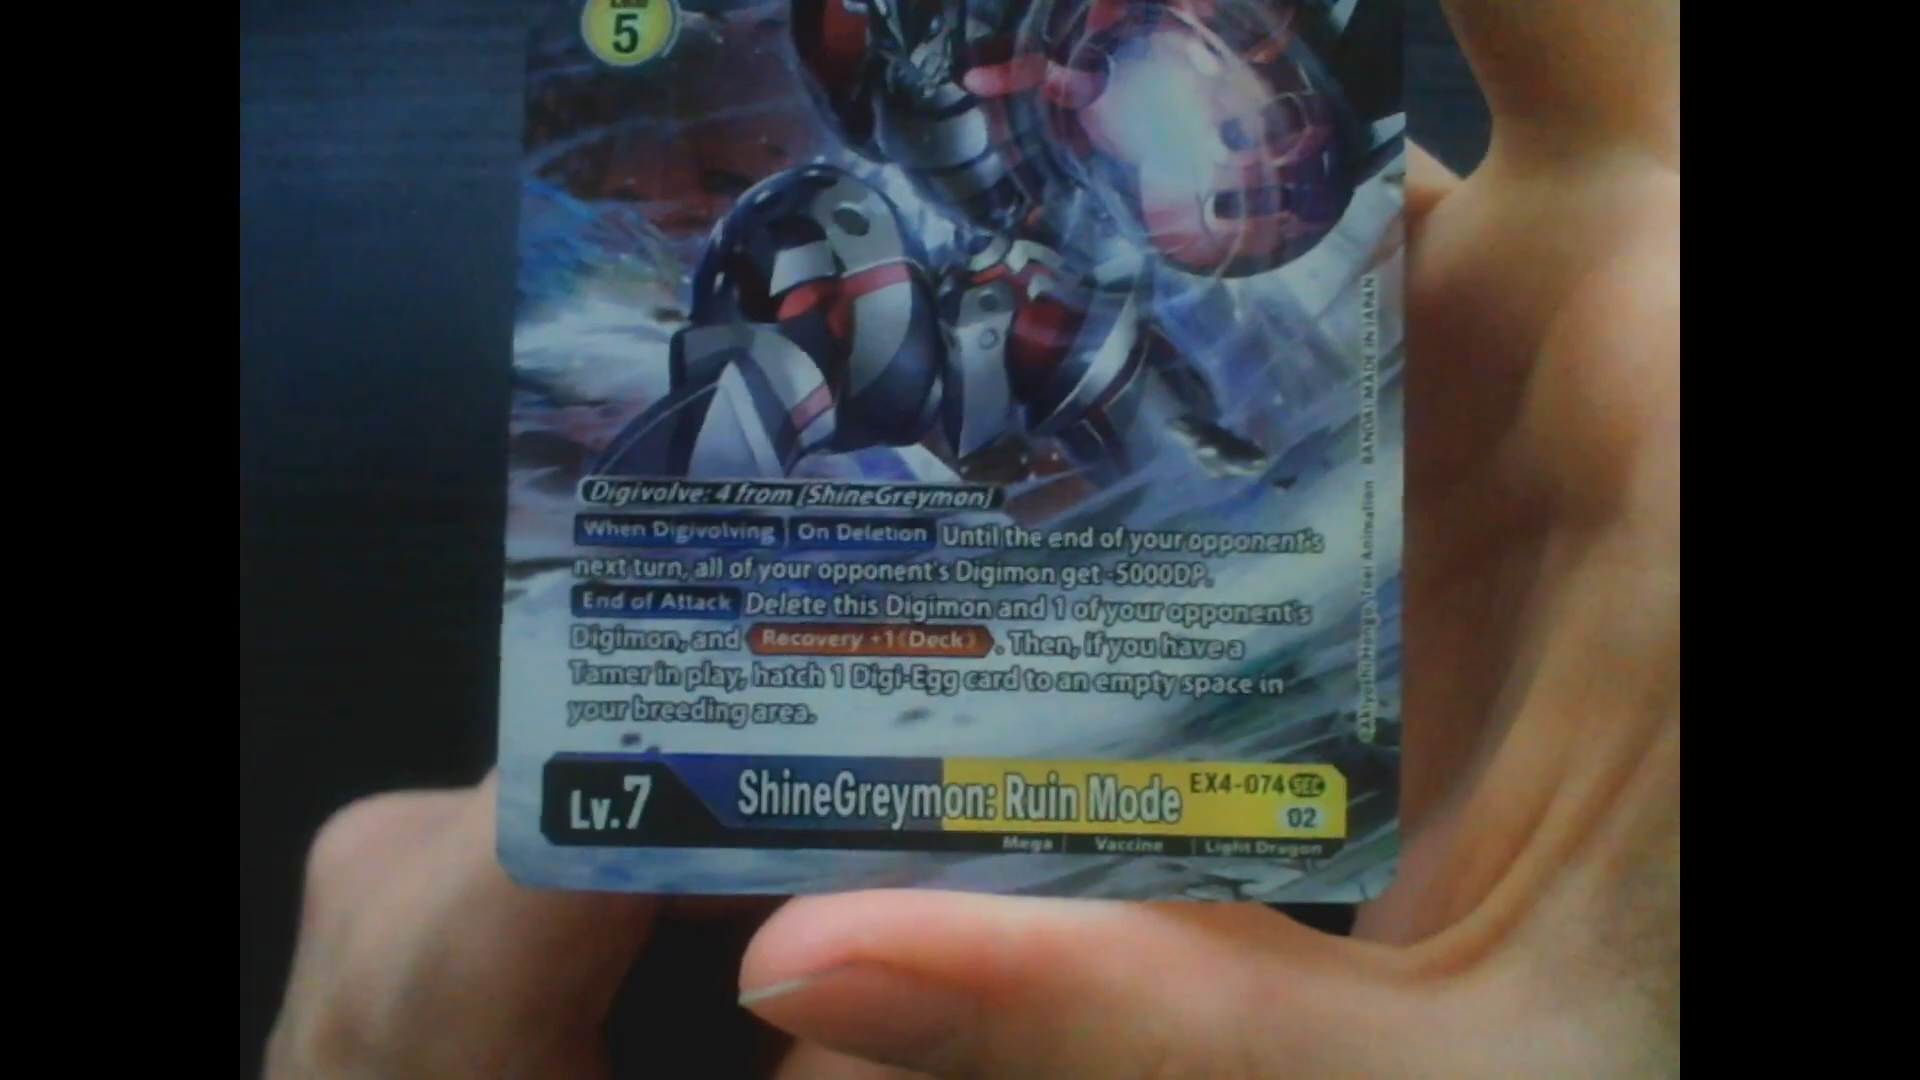 5
Digivolve: 4 from [ShineGreymon]
When Digivolving On Deletion Until the end of your opponent's
next turn, all of your opponent's Digimon get -5000DP.
End of Attack Delete this Digimon and 1 of your opponent's
Digimon, and Recovery +1 (Deck). Then, if you have a
Tamer in play, hatch 1 Digi-Egg card to an empty space in
your breeding area.
Lv.7 ShineGreymon: Ruin Mode EX4-074 SEC
02
Mega | Vaccine | Light Dragon
©Akiyoshi Hongo, Toei Animation BANDAI MADE IN JAPAN